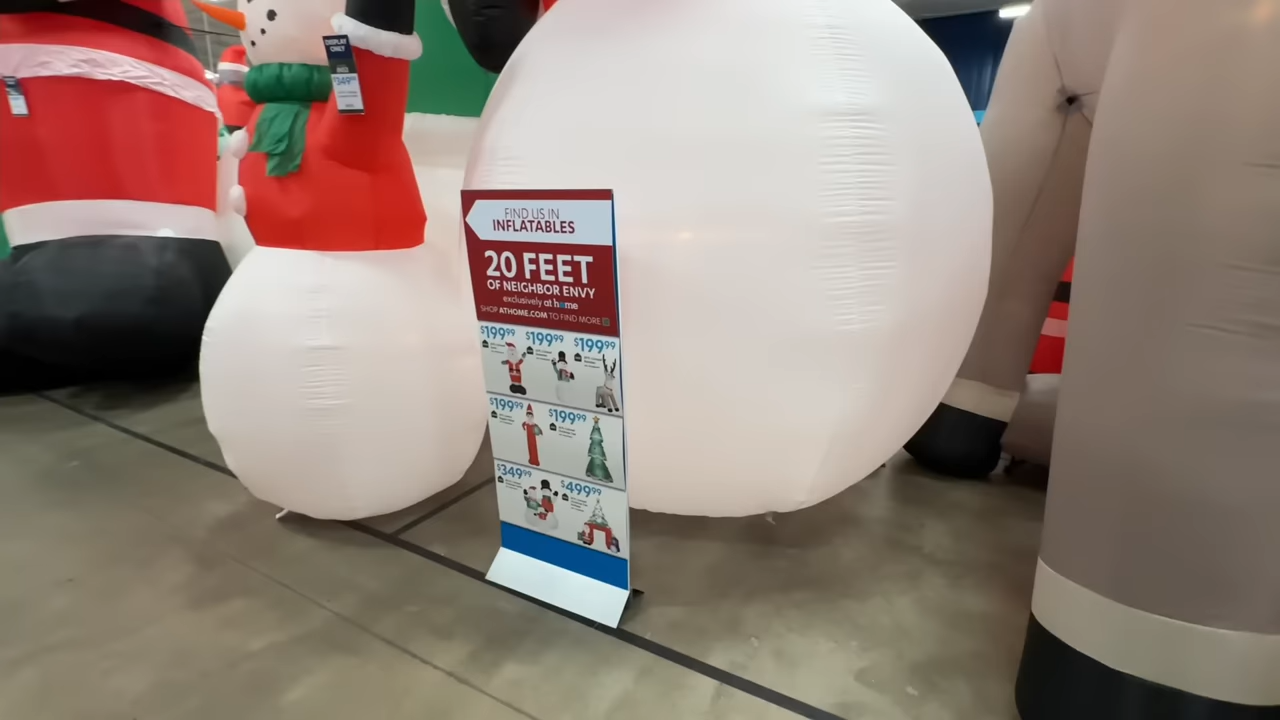 DISPLAY
ONLY
$349
FIND US IN
INFLATABLES
20 FEET
OF NEIGHBOR ENVY
exclusively at home
SHOP ATHOME.COM TO FIND MORE
$199.99 $199.99 $199.99
$199.99 $199.99
$349.99 $499.99